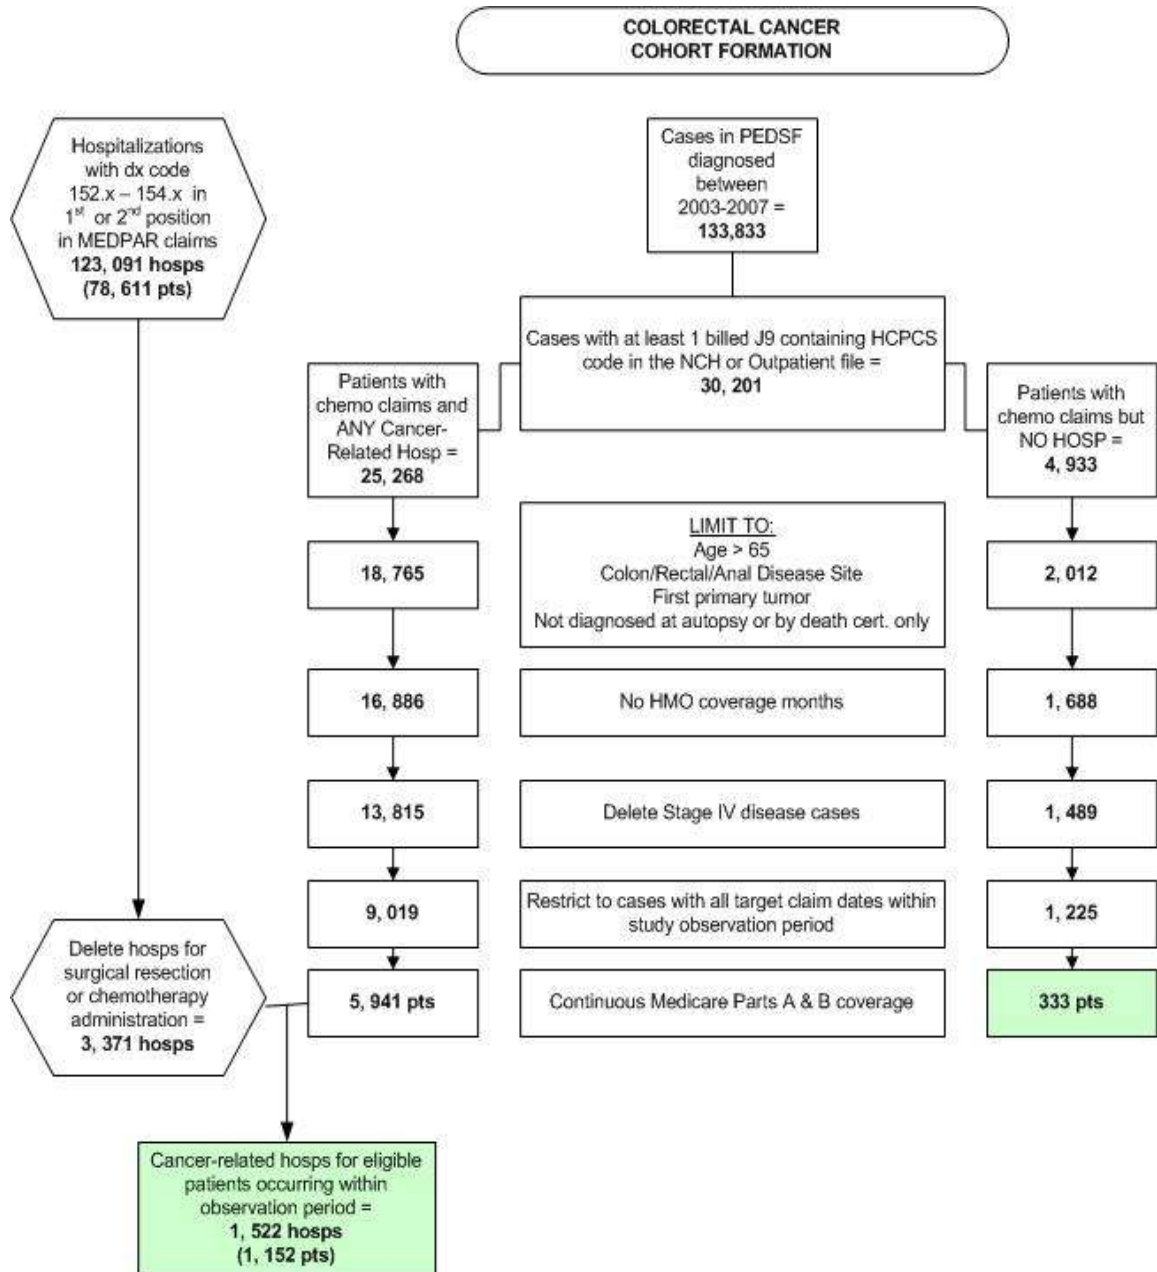 COLORECTAL CANCER
COHORT FORMATION
Hospitalizations
with dx code
152.x – 154.x in
1st or 2nd position
in MEDPAR claims
123, 091 hosps
(78, 611 pts)
Cases in PEDSF
diagnosed
between
2003-2007 =
133,833
Cases with at least 1 billed J9 containing HCPCS
code in the NCH or Outpatient file =
30, 201
Patients with
chemo claims and
ANY Cancer-
Related Hosp =
25, 268
Patients with
chemo claims but
NO HOSP =
4, 933
18, 765
LIMIT TO:
Age > 65
Colon/Rectal/Anal Disease Site
First primary tumor
Not diagnosed at autopsy or by death cert. only
2, 012
16, 886
No HMO coverage months
1, 688
13, 815
Delete Stage IV disease cases
1, 489
9, 019
Restrict to cases with all target claim dates within
study observation period
1, 225
Delete hosps for
surgical resection
or chemotherapy
administration =
3, 371 hosps
5, 941 pts
Continuous Medicare Parts A & B coverage
333 pts
Cancer-related hosps for eligible
patients occurring within
observation period =
1, 522 hosps
(1, 152 pts)